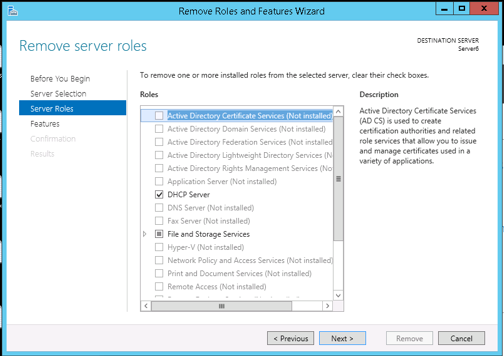 Remove Roles and Features Wizard
Remove server roles
DESTINATION SERVER
Server6
Before You Begin
Server Selection
Server Roles
Features
Confirmation
Results
To remove one or more installed roles from the selected server, clear their check boxes.
Roles
Active Directory Certificate Services (Not installed)
Active Directory Domain Services (Not installed)
Active Directory Federation Services (Not installed)
Active Directory Lightweight Directory Services (N
Active Directory Rights Management Services (No
Application Server (Not installed)
DHCP Server
DNS Server (Not installed)
Fax Server (Not installed)
File and Storage Services
Hyper-V (Not installed)
Network Policy and Access Services (Not installed)
Print and Document Services (Not installed)
Remote Access (Not installed)
Description
Active Directory Certificate Services
(AD CS) is used to create
certification authorities and related
role services that allow you to issue
and manage certificates used in a
variety of applications.
< Previous
Next >
Remove
Cancel